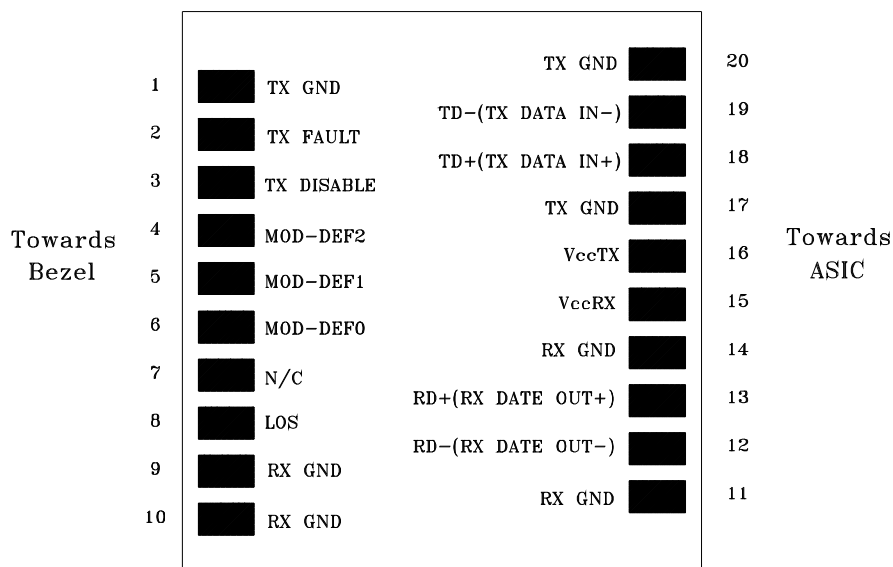 TX GND 20
1 TX GND
TD-(TX DATA IN-) 19
2 TX FAULT
TD+(TX DATA IN+) 18
3 TX DISABLE
TX GND 17
4 MOD-DEF2
Towards Bezel
VccTX 16
Towards ASIC
5 MOD-DEF1
VccRX 15
6 MOD-DEF0
RX GND 14
7 N/C
RD+(RX DATE OUT+) 13
8 LOS
RD-(RX DATE OUT-) 12
9 RX GND
RX GND 11
10 RX GND